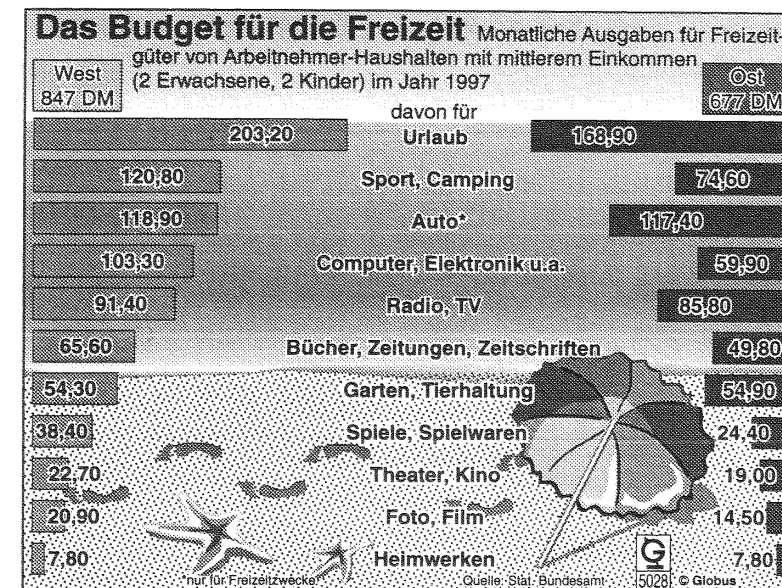 Das Budget für die Freizeit Monatliche Ausgaben für Freizeit-
güter von Arbeitnehmer-Haushalten mit mittlerem Einkommen
(2 Erwachsene, 2 Kinder) im Jahr 1997
West
847 DM
Ost
677 DM
davon für
203,20 Urlaub 168,90
120,80 Sport, Camping 74,60
118,90 Auto* 117,40
103,30 Computer, Elektronik u.a. 59,90
91,40 Radio, TV 85,80
65,60 Bücher, Zeitungen, Zeitschriften 49,80
54,30 Garten, Tierhaltung 54,90
38,40 Spiele, Spielwaren 24,40
22,70 Theater, Kino 19,00
20,90 Foto, Film 14,50
7,80 Heimwerken 7,80
*nur für Freizeitzwecke Quelle: Stat. Bundesamt 5028 © Globus